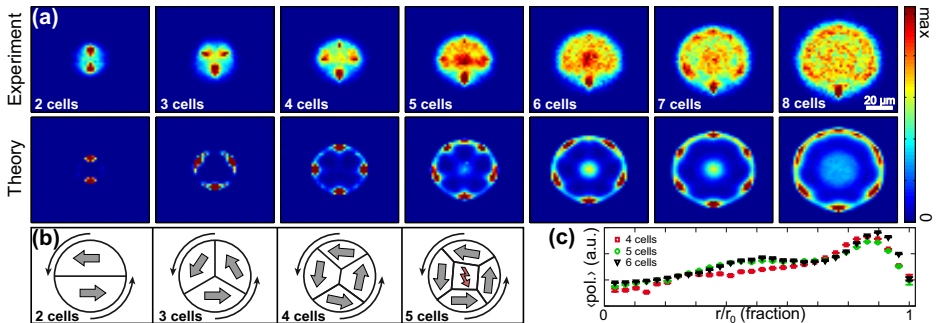 (a)
Experiment
2 cells
3 cells
4 cells
5 cells
6 cells
7 cells
8 cells
20 µm
max
0
Theory
(b)
2 cells
3 cells
4 cells
5 cells
(c)
⟨pol.⟩ (a.u.)
4 cells
5 cells
6 cells
0
1
r/r₀ (fraction)